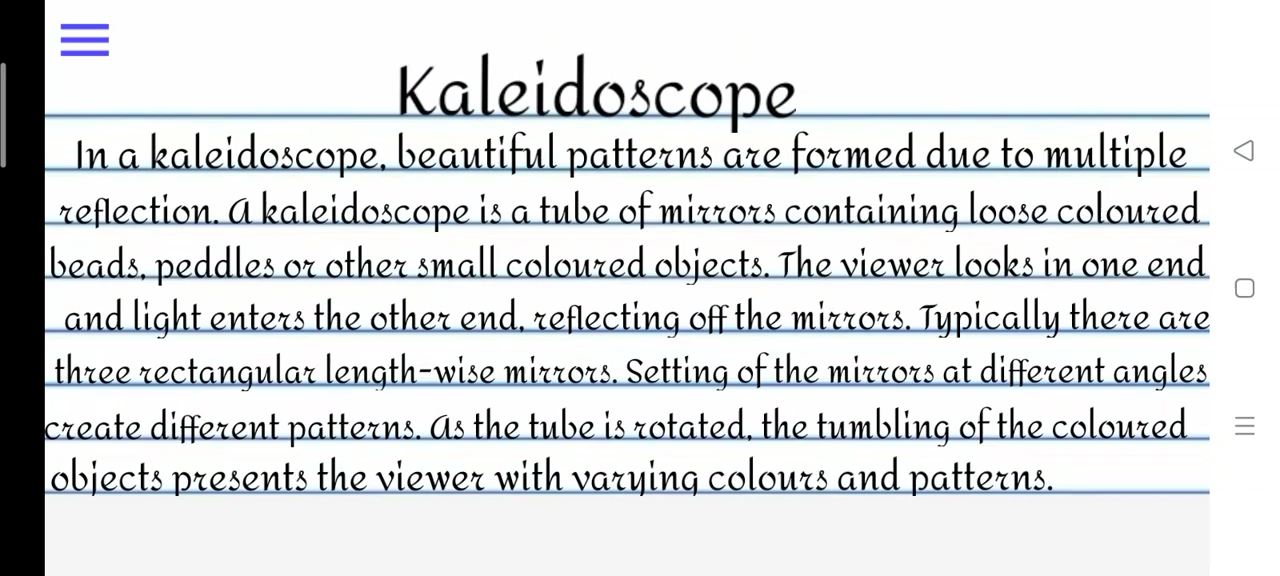 Kaleidoscope
In a kaleidoscope, beautiful patterns are formed due to multiple
reflection. A kaleidoscope is a tube of mirrors containing loose coloured
beads, peddles or other small coloured objects. The viewer looks in one end
and light enters the other end, reflecting off the mirrors. Typically there are
three rectangular length-wise mirrors. Setting of the mirrors at different angles
create different patterns. As the tube is rotated, the tumbling of the coloured
objects presents the viewer with varying colours and patterns.